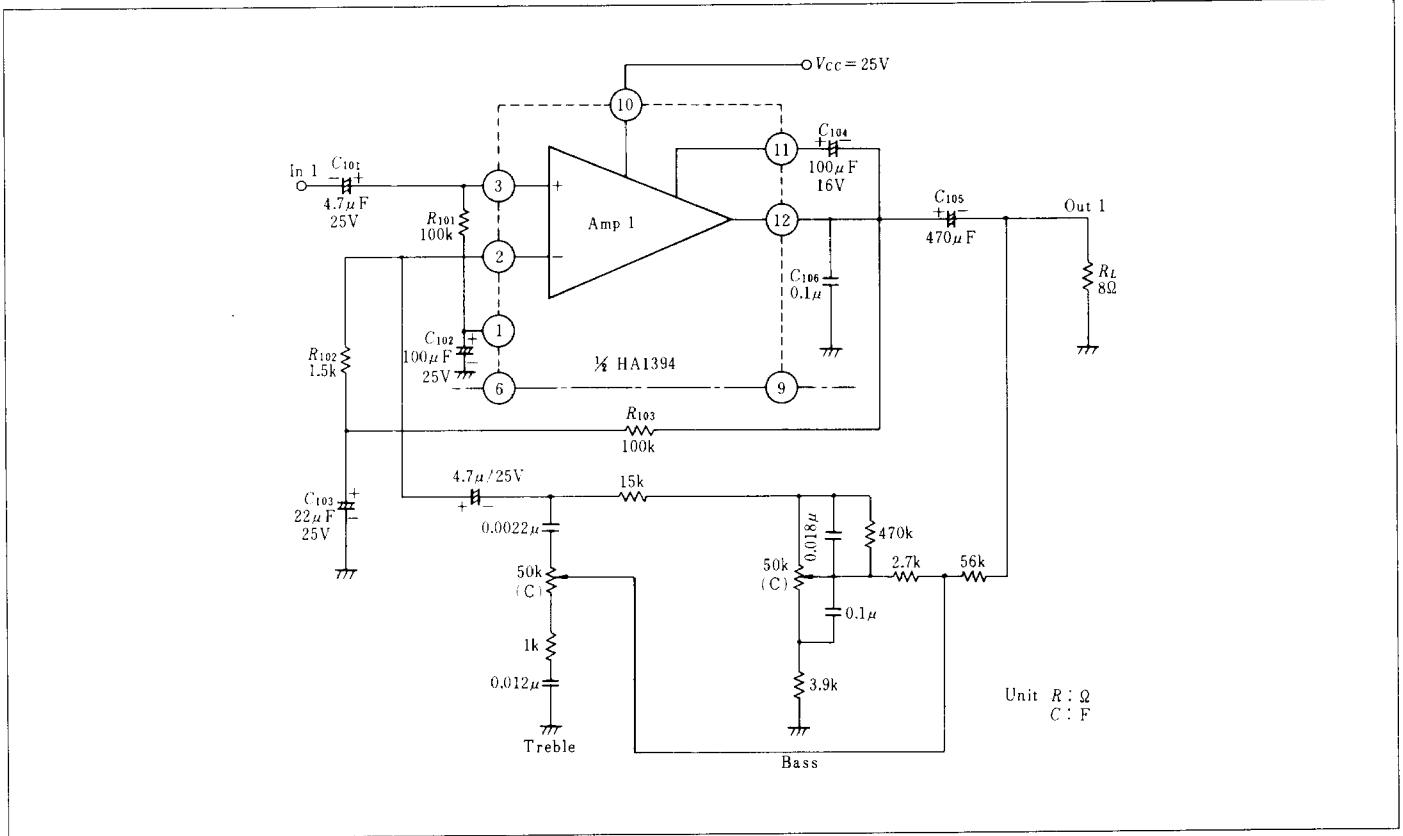 VCC = 25V
10
11
C104
+ −
100μF
16V
In 1
C101
− +
4.7μF
25V
3
+
R101
100k
Amp 1
12
C105
+ −
470μF
Out 1
2
−
C106
0.1μ
RL
8Ω
1
R102
1.5k
C102
+
−
100μF
25V
½ HA1394
6
9
R103
100k
C103
+
−
22μF
25V
4.7μ/25V
+ −
15k
0.0022μ
0.018μ
470k
50k
(C)
50k
(C)
2.7k
56k
0.1μ
1k
0.012μ
3.9k
Treble
Bass
Unit R : Ω
C : F